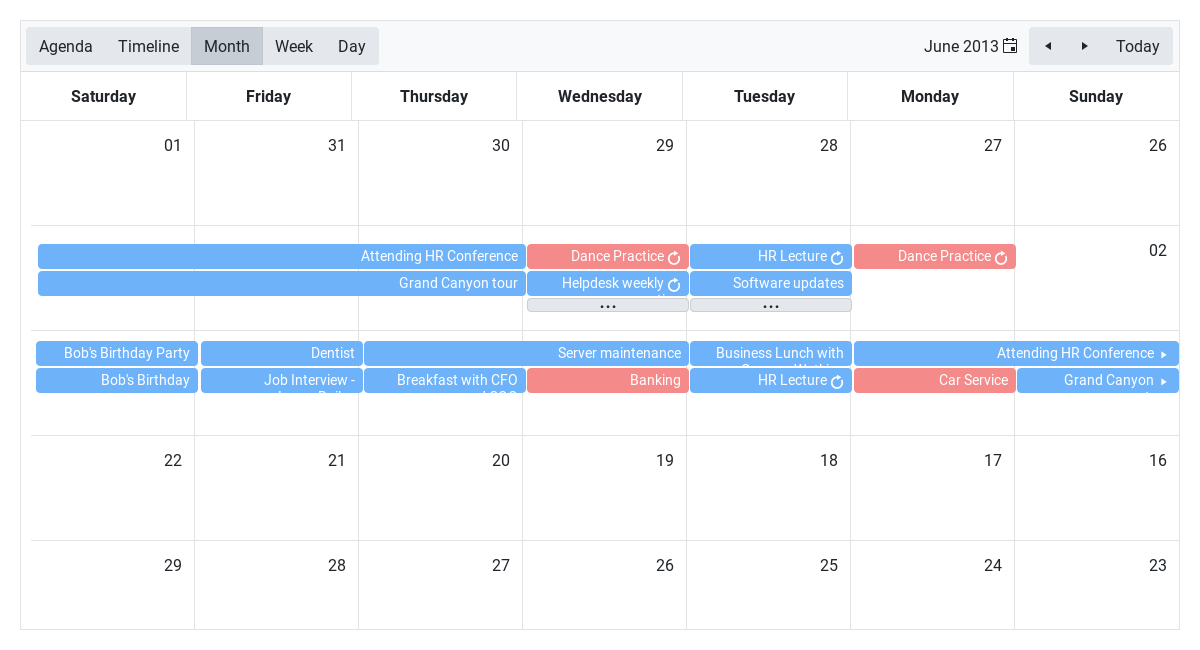 Agenda Timeline Month Week Day June 2013 Today
Saturday Friday Thursday Wednesday Tuesday Monday Sunday
01 31 30 29 28 27 26
02
Attending HR Conference Dance Practice HR Lecture Dance Practice
Grand Canyon tour Helpdesk weekly Software updates
... ...
Bob's Birthday Party Dentist Server maintenance Business Lunch with Attending HR Conference
Bob's Birthday Job Interview - Breakfast with CFO Banking HR Lecture Car Service Grand Canyon
22 21 20 19 18 17 16
29 28 27 26 25 24 23